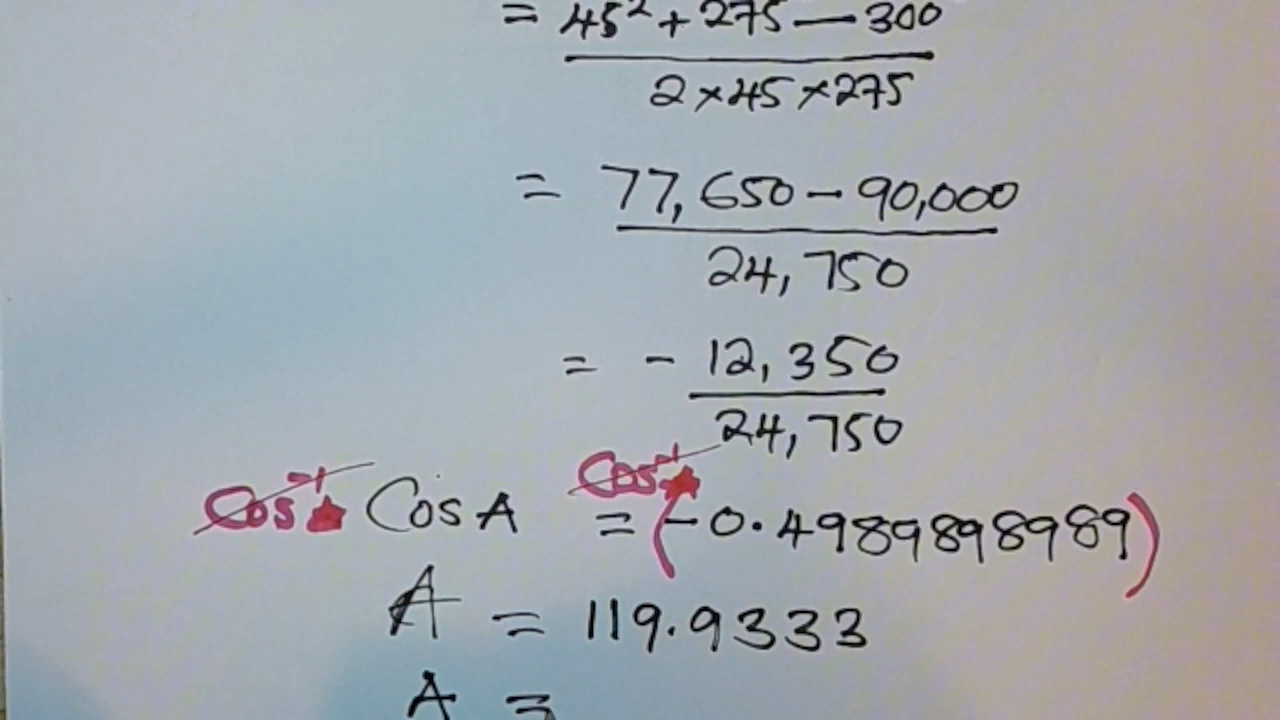 = 45² + 275 — 300
2 × 45 × 275
= 77,650 — 90,000
24,750
= - 12,350
24,750
Cos⁻¹ Cos A = Cos⁻¹ (-0.4989898989)
A = 119.9333
A =